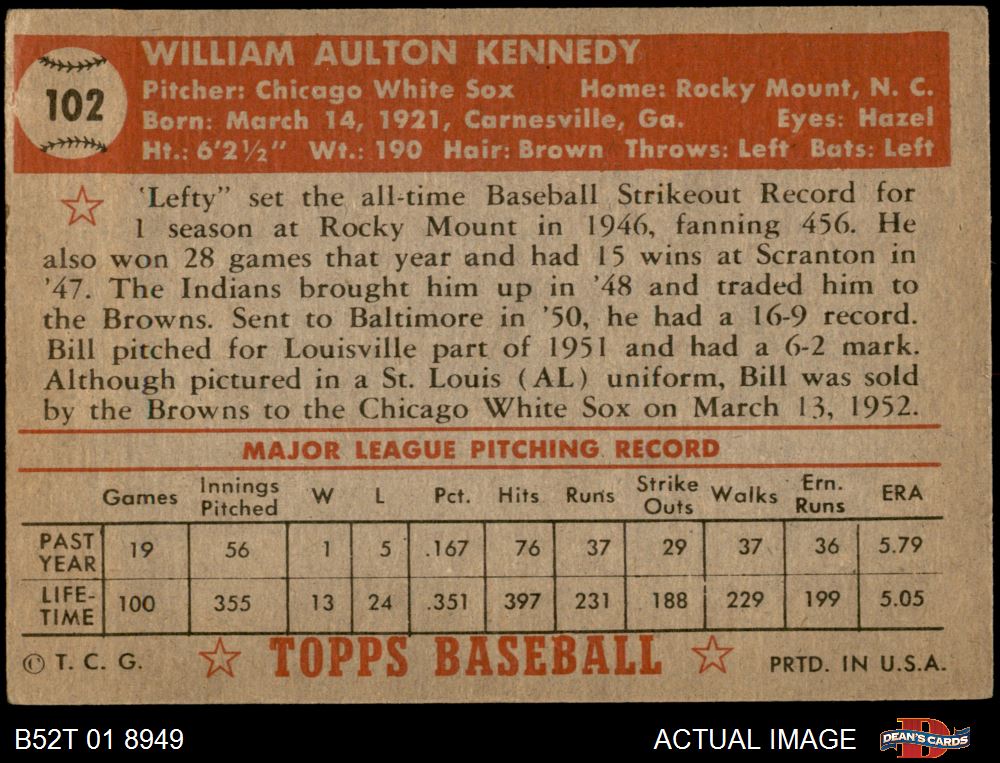 102
WILLIAM AULTON KENNEDY
Pitcher: Chicago White Sox Home: Rocky Mount, N. C.
Born: March 14, 1921, Carnesville, Ga. Eyes: Hazel
Ht.: 6'2½" Wt.: 190 Hair: Brown Throws: Left Bats: Left
'Lefty" set the all-time Baseball Strikeout Record for
1 season at Rocky Mount in 1946, fanning 456. He
also won 28 games that year and had 15 wins at Scranton in
'47. The Indians brought him up in '48 and traded him to
the Browns. Sent to Baltimore in '50, he had a 16-9 record.
Bill pitched for Louisville part of 1951 and had a 6-2 mark.
Although pictured in a St. Louis (AL) uniform, Bill was sold
by the Browns to the Chicago White Sox on March 13, 1952.
MAJOR LEAGUE PITCHING RECORD
Games Innings Pitched W L Pct. Hits Runs Strike Outs Walks Ern. Runs ERA
PAST YEAR 19 56 1 5 .167 76 37 29 37 36 5.79
LIFE-TIME 100 355 13 24 .351 397 231 188 229 199 5.05
© T. C. G. TOPPS BASEBALL PRTD. IN U.S.A.
B52T 01 8949 ACTUAL IMAGE D DEAN'S CARDS